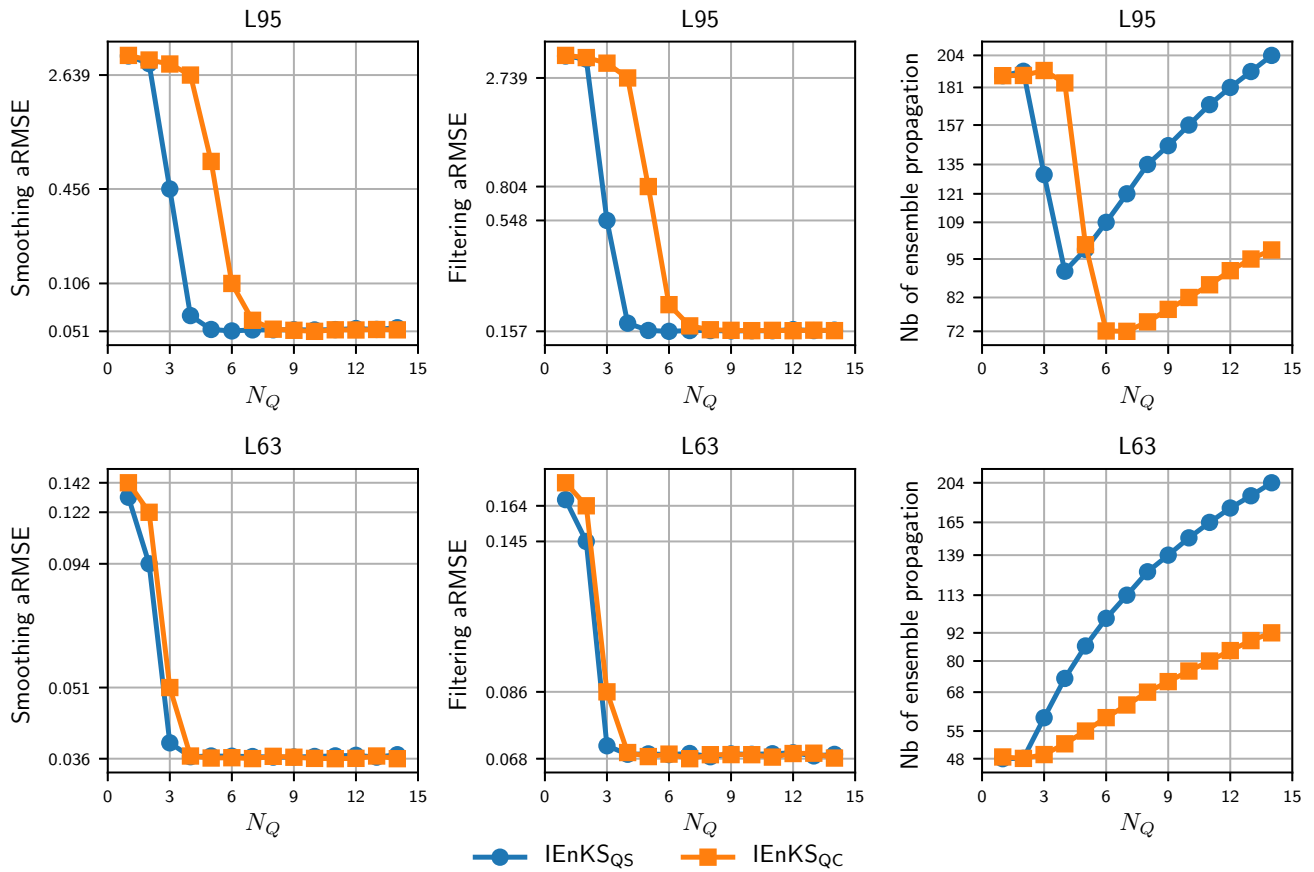 L95
Smoothing aRMSE
2.639
0.456
0.106
0.051
0 3 6 9 12 15
N_Q
L95
Filtering aRMSE
2.739
0.804
0.548
0.157
0 3 6 9 12 15
N_Q
L95
Nb of ensemble propagation
204
181
157
135
121
109
95
82
72
0 3 6 9 12 15
N_Q
L63
Smoothing aRMSE
0.142
0.122
0.094
0.051
0.036
0 3 6 9 12 15
N_Q
L63
Filtering aRMSE
0.164
0.145
0.086
0.068
0 3 6 9 12 15
N_Q
L63
Nb of ensemble propagation
204
165
139
113
92
80
68
55
48
0 3 6 9 12 15
N_Q
IEnKS_QS IEnKS_QC